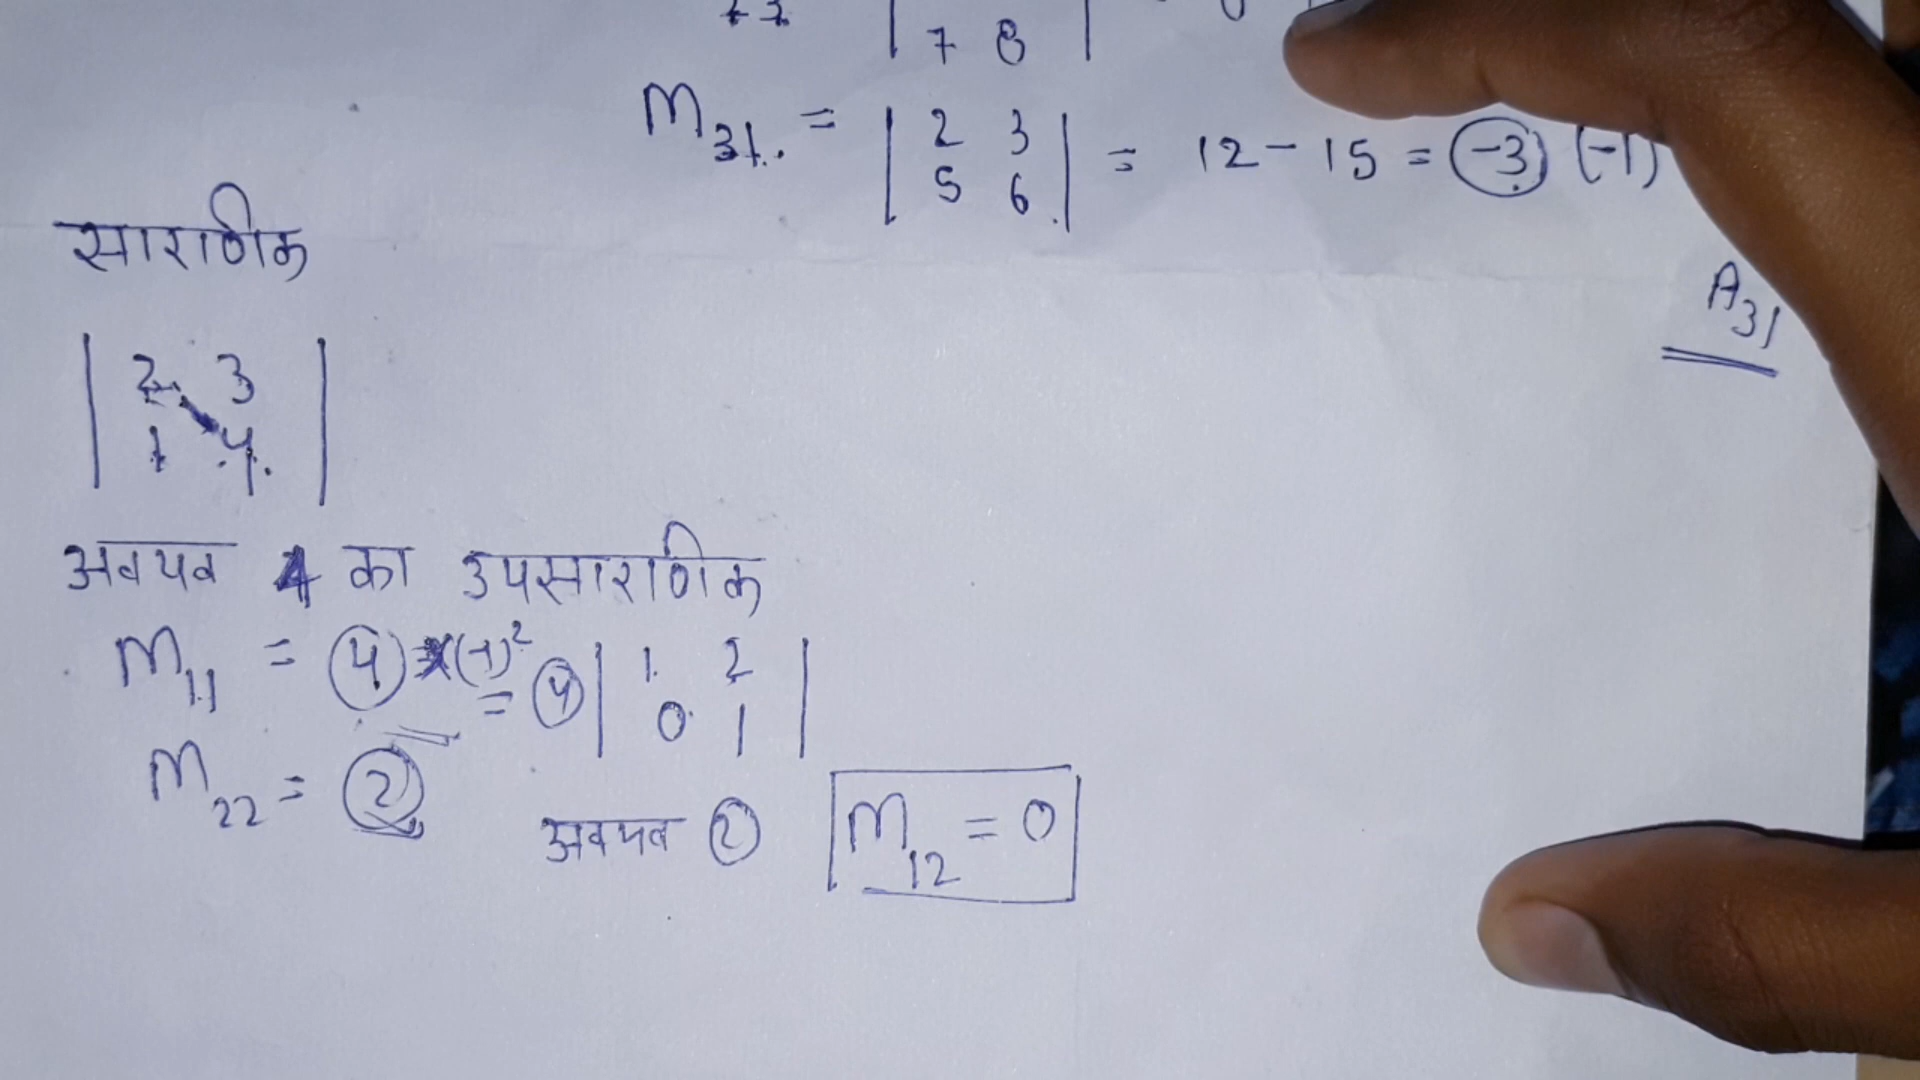 7 8
M31. = | 2 3 | = 12 - 15 = -3 (-1)
| 5 6 |
सारणिक
A31
| 2 3 |
| 1 4 |
अवयव 4 का उपसारणिक
M11 = 4 (-1)² = 4 | 1 2 |
| 0 1 |
M22 = 2
अवयव 2 M12 = 0